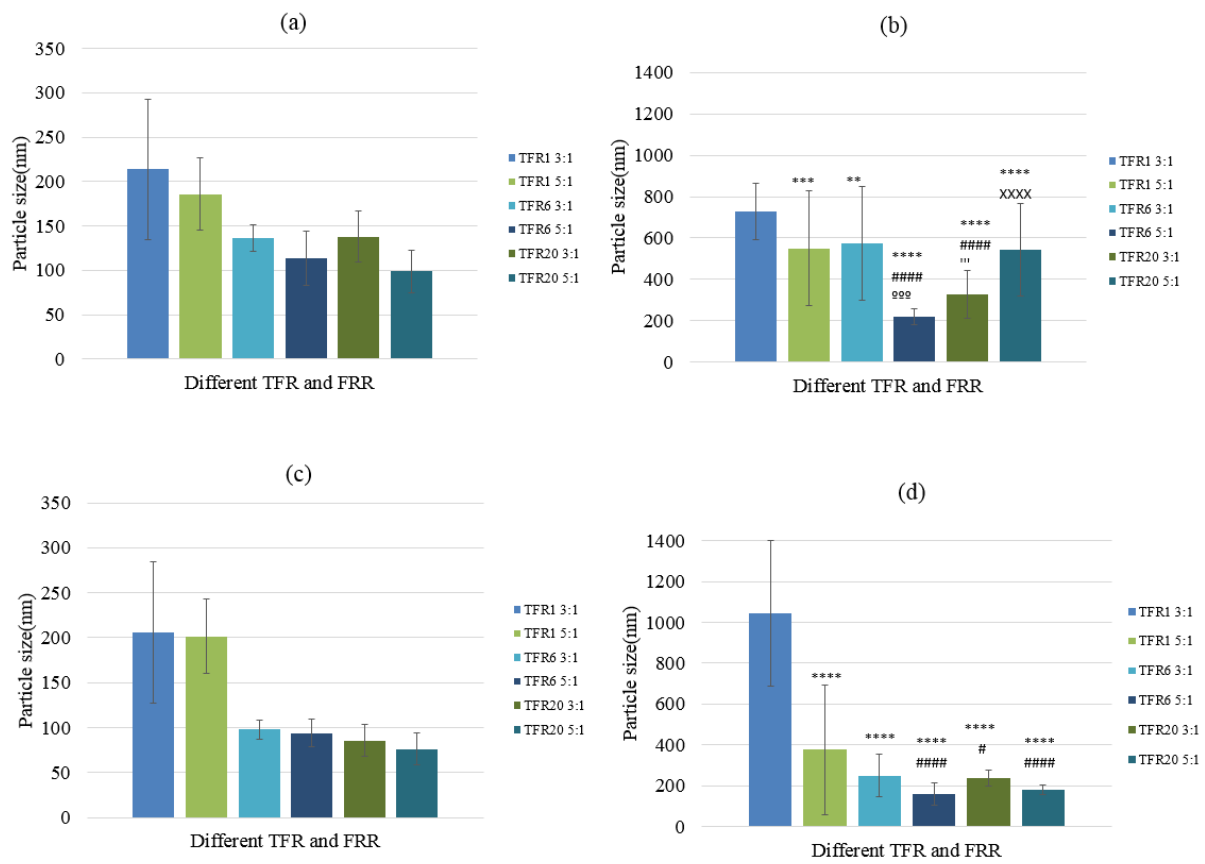 (a)
350
300
250
200
150
100
50
0
Particle size(nm)
Different TFR and FRR
TFR1 3:1
TFR1 5:1
TFR6 3:1
TFR6 5:1
TFR20 3:1
TFR20 5:1
(b)
1400
1200
1000
800
600
400
200
0
Particle size(nm)
***
**
****
####
ººº
****
####
'''
****
XXXX
Different TFR and FRR
TFR1 3:1
TFR1 5:1
TFR6 3:1
TFR6 5:1
TFR20 3:1
TFR20 5:1
(c)
350
300
250
200
150
100
50
0
Particle size(nm)
Different TFR and FRR
TFR1 3:1
TFR1 5:1
TFR6 3:1
TFR6 5:1
TFR20 3:1
TFR20 5:1
(d)
1400
1200
1000
800
600
400
200
0
Particle size(nm)
****
****
****
####
****
#
****
####
Different TFR and FRR
TFR1 3:1
TFR1 5:1
TFR6 3:1
TFR6 5:1
TFR20 3:1
TFR20 5:1